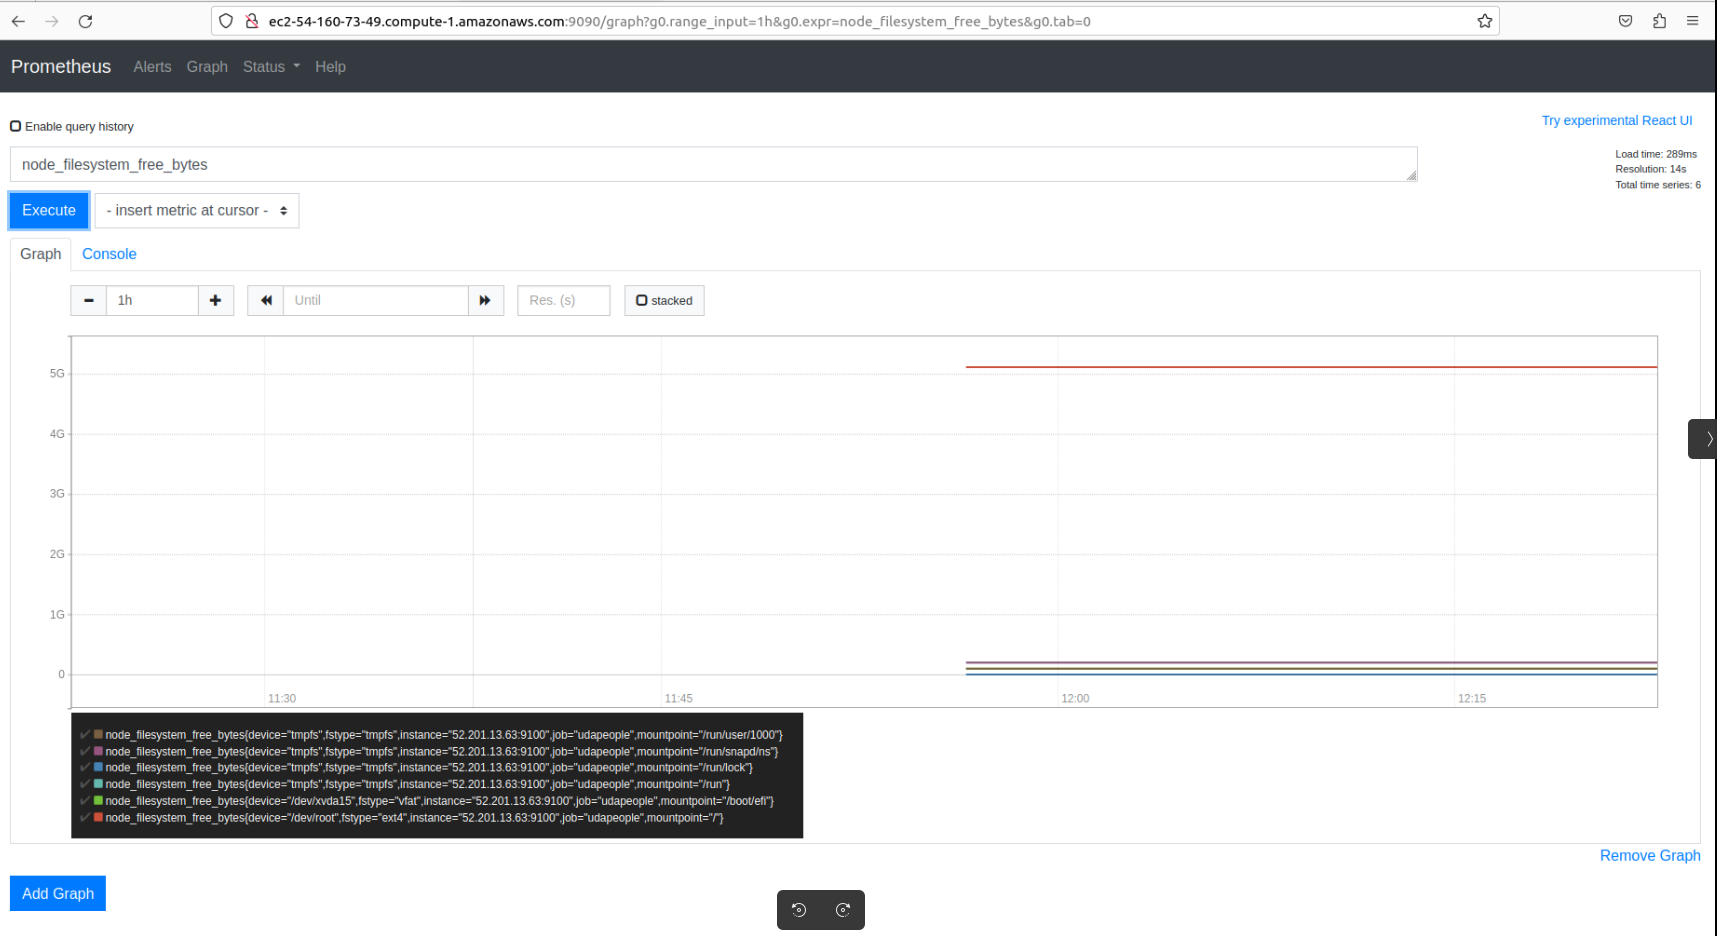 ec2-54-160-73-49.compute-1.amazonaws.com:9090/graph?g0.range_input=1h&g0.expr=node_filesystem_free_bytes&g0.tab=0
Prometheus Alerts Graph Status Help
Enable query history
Try experimental React UI
node_filesystem_free_bytes
Load time: 289ms
Resolution: 14s
Total time series: 6
Execute - insert metric at cursor -
Graph Console
1h Until Res. (s) stacked
5G
4G
3G
2G
1G
0
11:30 11:45 12:00 12:15
node_filesystem_free_bytes{device="tmpfs",fstype="tmpfs",instance="52.201.13.63:9100",job="udapeople",mountpoint="/run/user/1000"}
node_filesystem_free_bytes{device="tmpfs",fstype="tmpfs",instance="52.201.13.63:9100",job="udapeople",mountpoint="/run/snapd/ns"}
node_filesystem_free_bytes{device="tmpfs",fstype="tmpfs",instance="52.201.13.63:9100",job="udapeople",mountpoint="/run/lock"}
node_filesystem_free_bytes{device="tmpfs",fstype="tmpfs",instance="52.201.13.63:9100",job="udapeople",mountpoint="/run"}
node_filesystem_free_bytes{device="/dev/xvda15",fstype="vfat",instance="52.201.13.63:9100",job="udapeople",mountpoint="/boot/efi"}
node_filesystem_free_bytes{device="/dev/root",fstype="ext4",instance="52.201.13.63:9100",job="udapeople",mountpoint="/"}
Remove Graph
Add Graph